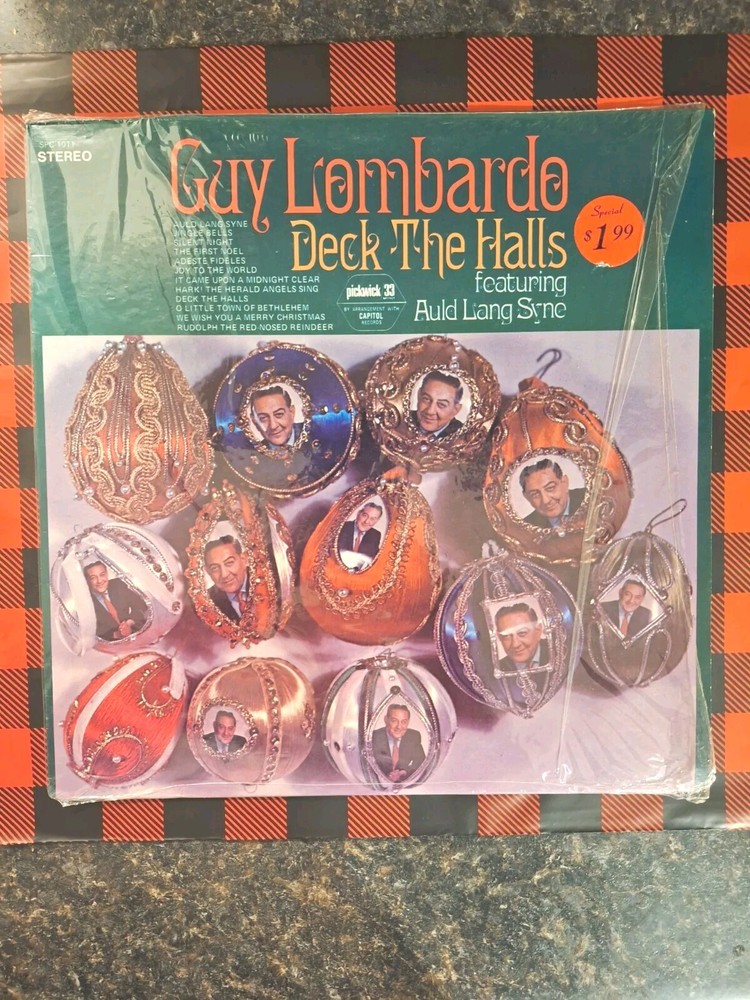 SPC 1011
STEREO
Guy Lombardo
Deck The Halls
featuring
Auld Lang Syne
Special
$1 99
AULD LANG SYNE
JINGLE BELLS
SILENT NIGHT
THE FIRST NOEL
ADESTE FIDELES
JOY TO THE WORLD
IT CAME UPON A MIDNIGHT CLEAR
HARK! THE HERALD ANGELS SING
DECK THE HALLS
O LITTLE TOWN OF BETHLEHEM
WE WISH YOU A MERRY CHRISTMAS
RUDOLPH THE RED-NOSED REINDEER
pickwick 33
BY ARRANGEMENT WITH
CAPITOL
RECORDS